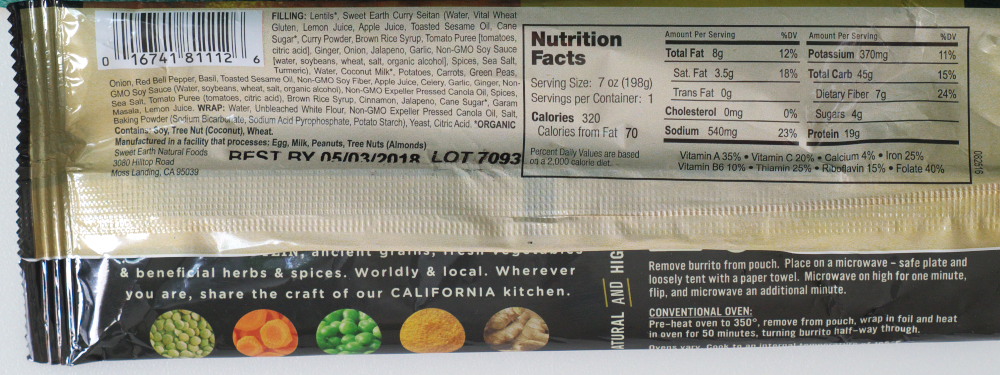 FILLING: Lentils*, Sweet Earth Curry Seitan (Water, Vital Wheat
Gluten, Lemon Juice, Apple Juice, Toasted Sesame Oil, Cane
Sugar*, Curry Powder, Brown Rice Syrup, Tomato Puree [tomatoes,
citric acid], Ginger, Onion, Jalapeno, Garlic, Non-GMO Soy Sauce
[water, soybeans, wheat, salt, organic alcohol], Spices, Sea Salt,
Turmeric), Water, Coconut Milk*, Potatoes, Carrots, Green Peas,
0 16741 81112 6
Onion, Red Bell Pepper, Basil, Toasted Sesame Oil, Non-GMO Soy Fiber, Apple Juice, Celery, Garlic, Ginger, Non-
GMO Soy Sauce (Water, soybeans, wheat, salt, organic alcohol), Non-GMO Expeller Pressed Canola Oil, Spices,
Sea Salt, Tomato Puree (tomatoes, citric acid), Brown Rice Syrup, Cinnamon, Jalapeno, Cane Sugar*, Garam
Masala, Lemon Juice. WRAP: Water, Unbleached White Flour, Non-GMO Expeller Pressed Canola Oil, Salt,
Baking Powder (Sodium Bicarbonate, Sodium Acid Pyrophosphate, Potato Starch), Yeast, Citric Acid. *ORGANIC
Contains: Soy, Tree Nut (Coconut), Wheat.
Manufactured in a facility that processes: Egg, Milk, Peanuts, Tree Nuts (Almonds)
Sweet Earth Natural Foods
3080 Hilltop Road
Moss Landing, CA 95039
BEST BY 05/03/2018 LOT 7093
Nutrition
Facts
Serving Size: 7 oz (198g)
Servings per Container: 1
Calories 320
Calories from Fat 70
Percent Daily Values are based
on a 2,000 calorie diet.
Amount Per Serving %DV
Total Fat 8g 12%
Sat. Fat 3.5g 18%
Trans Fat 0g
Cholesterol 0mg 0%
Sodium 540mg 23%
Amount Per Serving %DV
Potassium 370mg 11%
Total Carb 45g 15%
Dietary Fiber 7g 24%
Sugars 4g
Protein 19g
Vitamin A 35% • Vitamin C 20% • Calcium 4% • Iron 25%
Vitamin B6 10% • Thiamin 25% • Riboflavin 15% • Folate 40%
ancient grains, fresh vegetables
& beneficial herbs & spices. Worldly & local. Wherever
you are, share the craft of our CALIFORNIA kitchen.
AND HIG
Remove burrito from pouch. Place on a microwave – safe plate and
loosely tent with a paper towel. Microwave on high for one minute,
flip, and microwave an additional minute.
CONVENTIONAL OVEN:
Pre-heat oven to 350º, remove from pouch, wrap in foil and heat
in oven for 50 minutes, turning burrito half-way through.
Ovens vary. Cook to an internal